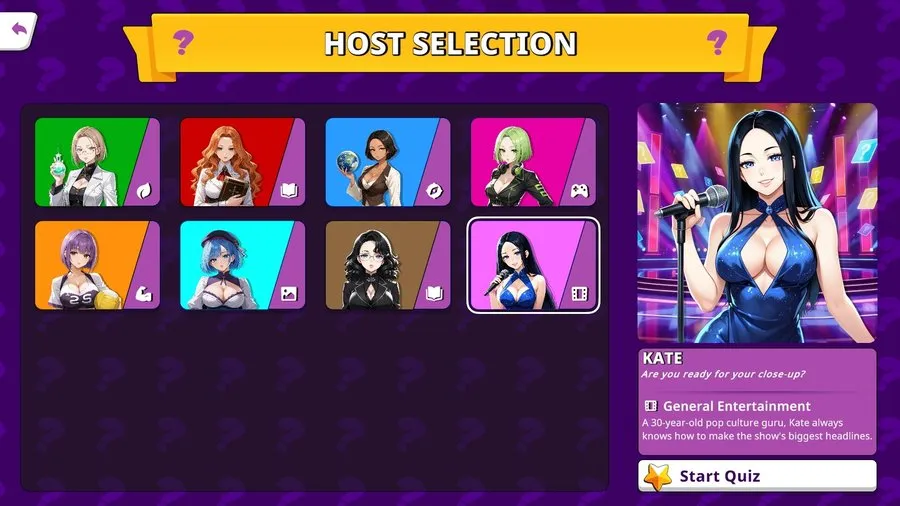 ?
?
HOST SELECTION
25
KATE
Are you ready for your close-up?
General Entertainment
A 30-year-old pop culture guru, Kate always
knows how to make the show's biggest headlines.
Start Quiz